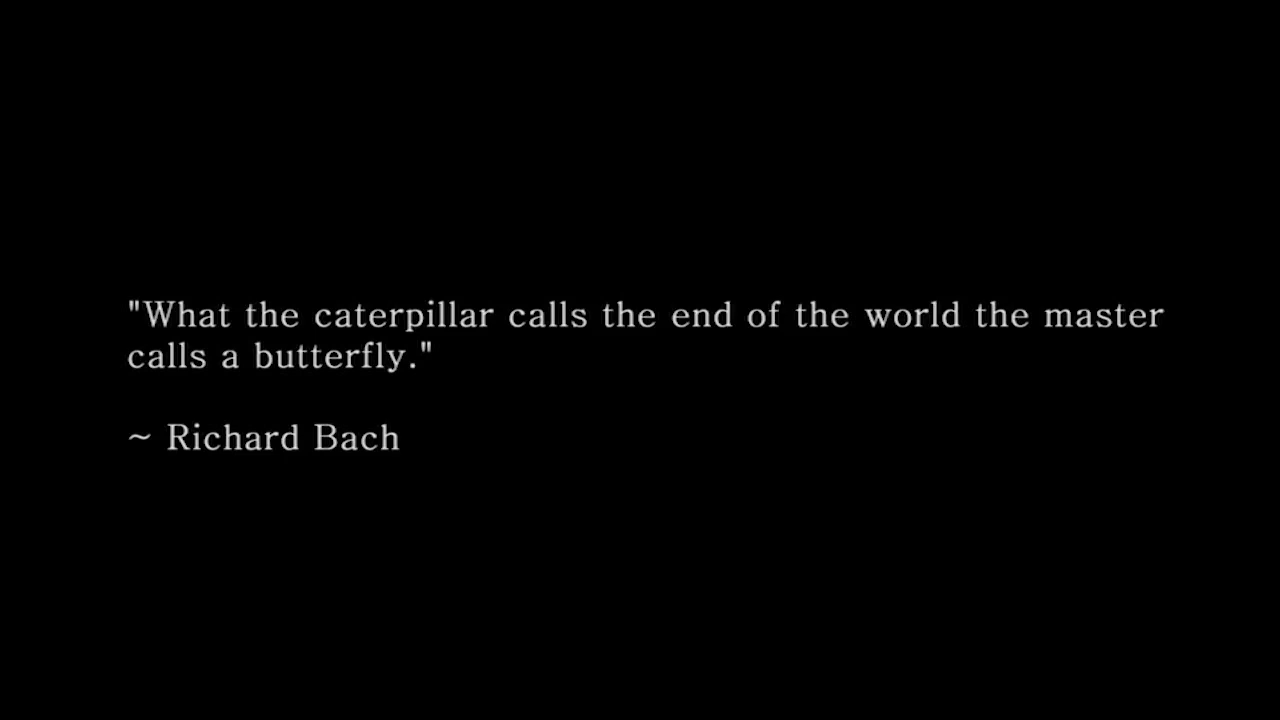 "What the caterpillar calls the end of the world the master
calls a butterfly."
~ Richard Bach